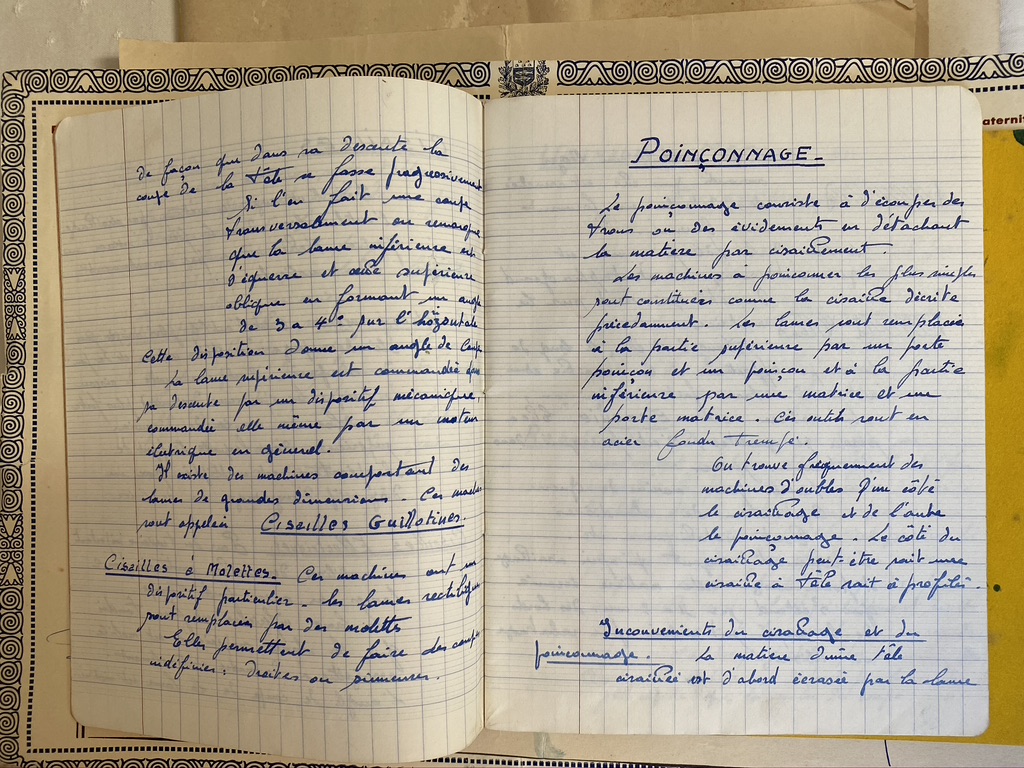 de façon que dans sa descente la
coupe de la tôle se fasse progressivement
Si l'on fait une coupe
transversalement on remarque
que la lame inférieure est
d'équerre et celle supérieure
oblique en formant un angle
de 3 a 4° sur l'horizontale
Cette disposition donne un angle de Coupe
La lame supérieure est commandée dans
sa descente par un dispositif mécanique,
commandée elle même par un moteur
électrique en général.
Il existe des machines comportant des
lames de grandes dimensions. Ces machines
sont appelées Cisailles Guillotines.
Cisailles à Molettes. Ces machines ont un
dispositif particulier. les lames rectilignes
sont remplacées par des molettes
Elles permettent de faire des coupes
indéfinies, droites ou sinueuses.
POINÇONNAGE.
Le poinçonnage consiste à d'écouper des
trous ou des évidements en détachant
la matière par cisaillement.
Les machines à poinconner les plus simples
sont constituées comme la cisaille décrite
précedamment. Les lames sont remplacées
à la partie supérieure par un porte
poinçon et un poinçon et à la partie
inférieure par une matrice et une
porte matrice. Ces outils sont en
acier fondu trempé.
On trouve fréquemment des
machines d'oubles d'une côté
le cisaillage et de l'autre
le poinçonnage. Le côté du
cisaillage peut-être soit une
cisaille à tôle soit à profilés.
Inconvements du cisaillage et du
poinconnage. La matière d'une tôle
cisaillée est d'abord écrasée par la lame
aternit